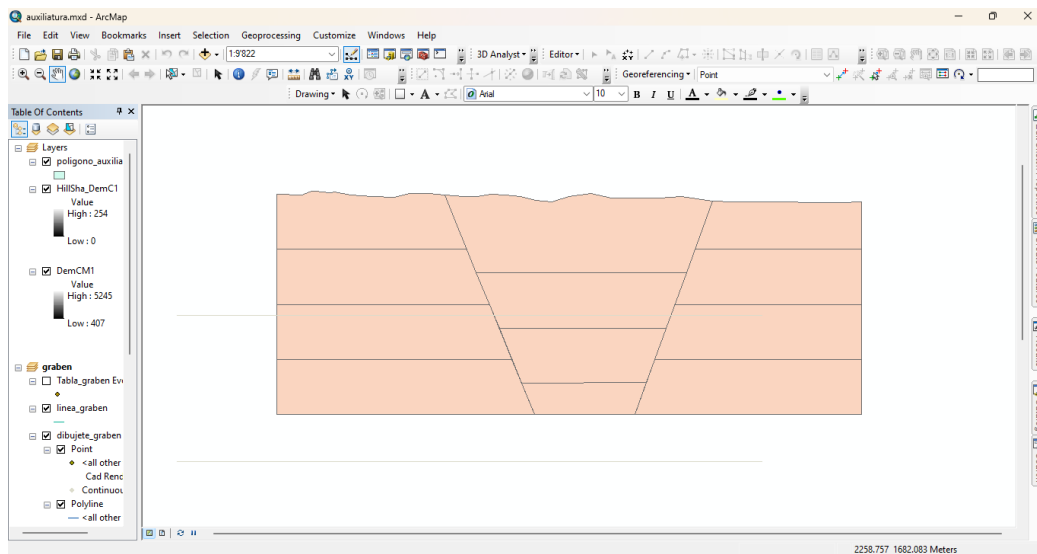 auxiliatura.mxd - ArcMap
File Edit View Bookmarks Insert Selection Geoprocessing Customize Windows Help
1:9'822 3D Analyst Editor
Georeferencing Point
Drawing Arial 10 B I U A
Table Of Contents
Layers
poligono_auxilia
HillSha_DemC1
Value
High : 254
Low : 0
DemCM1
Value
High : 5245
Low : 407
graben
Tabla_graben Eve
linea_graben
dibujete_graben
Point
<all other
Cad Rend
Continuou
Polyline
<all other
2258.757 1682.083 Meters